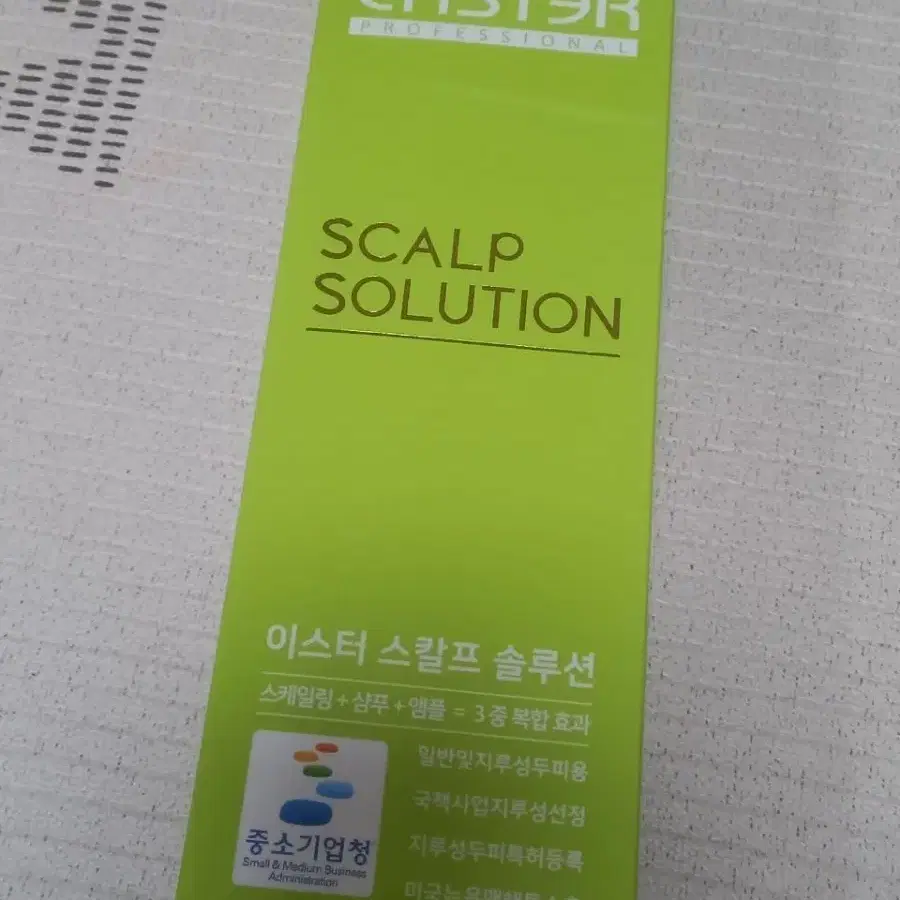 EASTER
PROFESSIONAL
SCALP
SOLUTION
이스터 스칼프 솔루션
스케일링 + 샴푸 + 앰플 = 3중 복합 효과
일반및지루성두피용
국책사업지루성선정
지루성두피특허등록
중소기업청
Small & Medium Business
Administration